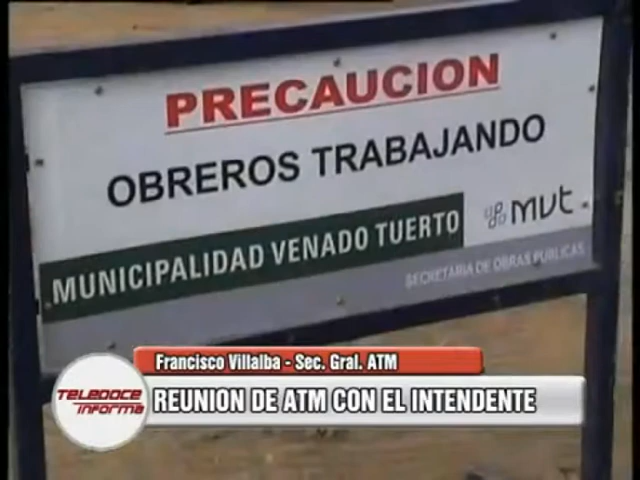 PRECAUCION
OBREROS TRABAJANDO
MUNICIPALIDAD VENADO TUERTO
mvt
SECRETARIA DE OBRAS PUBLICAS
Francisco Villalba - Sec. Gral. ATM
TELEDOCE
informa
REUNION DE ATM CON EL INTENDENTE